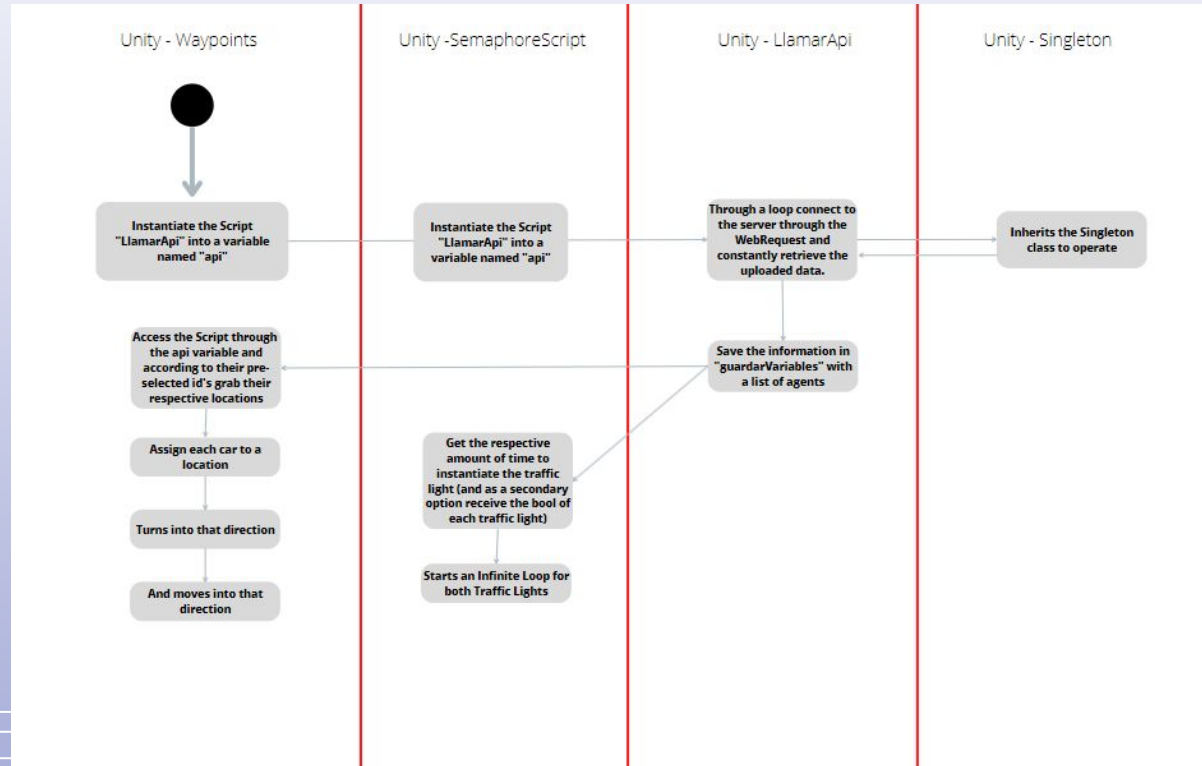 Unity - Waypoints
Unity -SemaphoreScript
Unity - LlamarApi
Unity - Singleton
Instantiate the Script
"LlamarApi" into a variable
named "api"
Instantiate the Script
"LlamarApi" into a
variable named "api"
Through a loop connect to
the server through the
WebRequest and
constantly retrieve the
uploaded data.
Inherits the Singleton
class to operate
Access the Script through
the api variable and
according to their pre-
selected id's grab their
respective locations
Save the information in
"guardarVariables" with
a list of agents
Assign each car to a
location
Get the respective
amount of time to
instantiate the traffic
light (and as a secondary
option receive the bool of
each traffic light)
Turns into that direction
Starts an Infinite Loop for
both Traffic Lights
And moves into that
direction